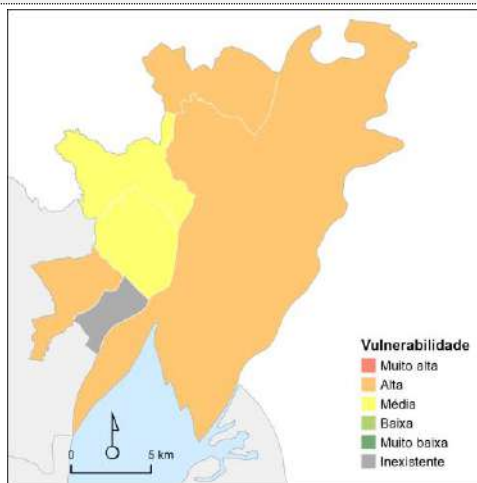 Vulnerabilidade
Muito alta
Alta
Média
Baixa
Muito baixa
Inexistente
0 5 km